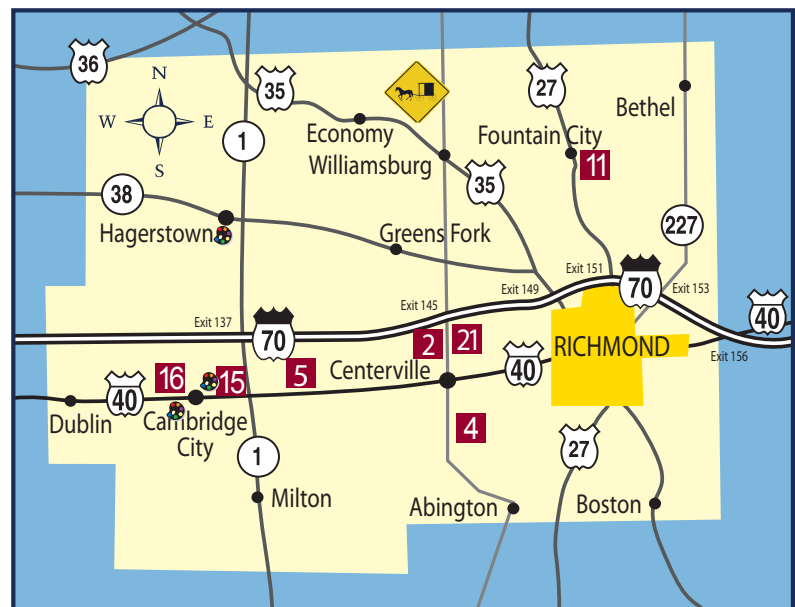 36
N
W
E
S
35
1
27
Bethel
Economy
Fountain City
Williamsburg
11
35
38
227
Hagerstown
Greens Fork
Exit 151
70
Exit 153
Exit 149
Exit 145
Exit 137
40
70
2
21
RICHMOND
Exit 156
16
15
5
Centerville
40
40
Dublin
Cambridge
City
4
27
1
Milton
Abington
Boston